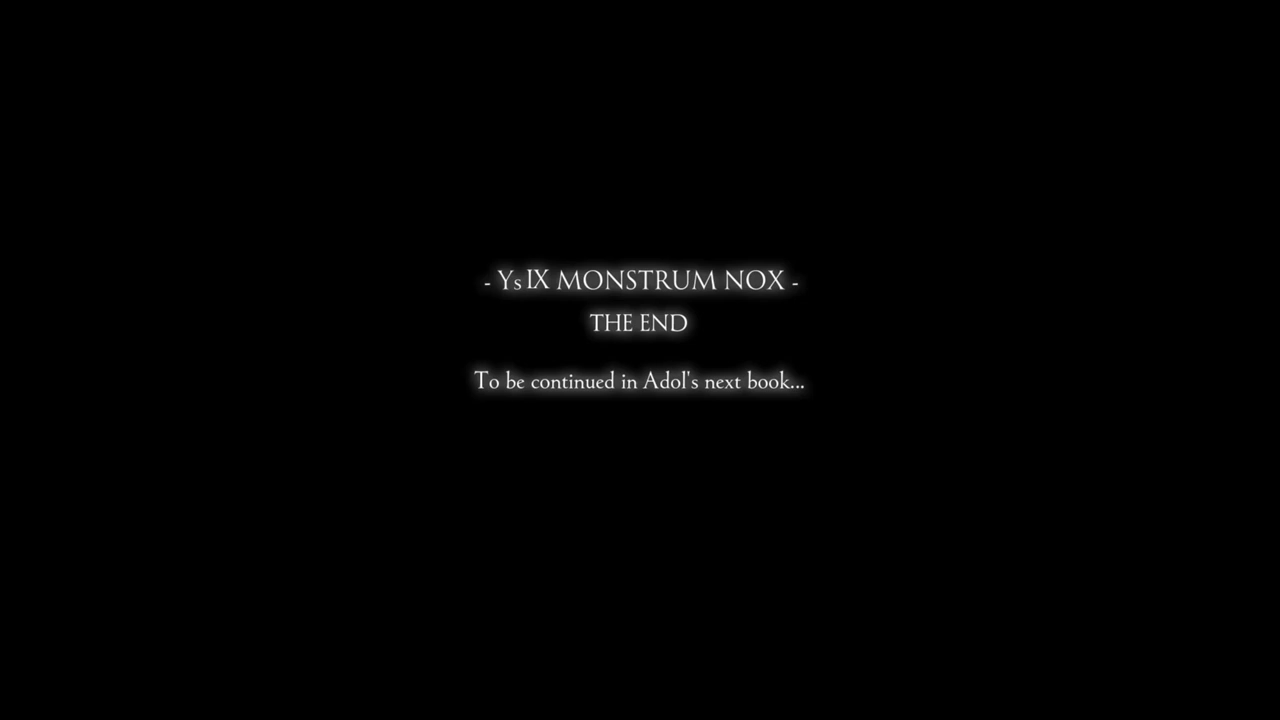 - Ys IX MONSTRUM NOX -
THE END
To be continued in Adol's next book...